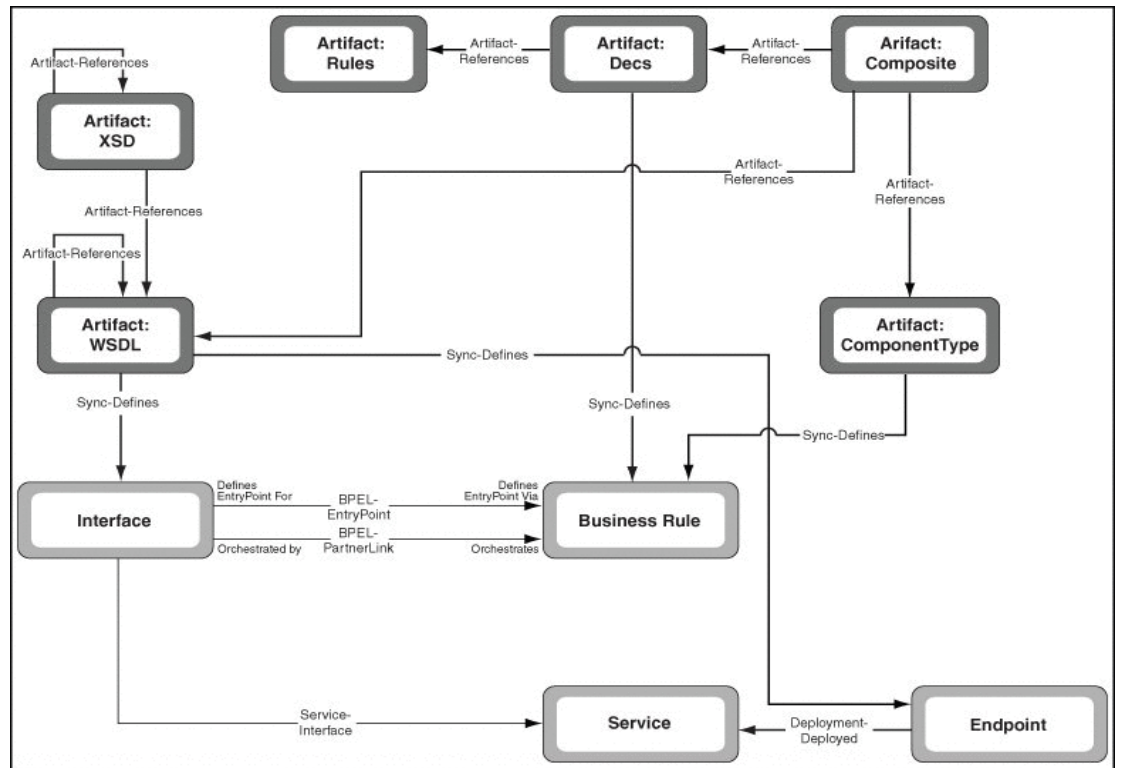 Artifact:
Rules
Artifact-
References
Artifact:
Decs
Artifact-
References
Arifact:
Composite
Artifact-References
Artifact:
XSD
Artifact-
References
Artifact-
References
Artifact-References
Artifact-References
Artifact:
WSDL
Artifact:
ComponentType
Sync-Defines
Sync-Defines
Sync-Defines
Sync-Defines
Interface
Defines
EntryPoint For
BPEL-
EntryPoint
Defines
EntryPoint Via
Orchestrated by
BPEL-
PartnerLink
Orchestrates
Business Rule
Service-
Interface
Service
Deployment-
Deployed
Endpoint